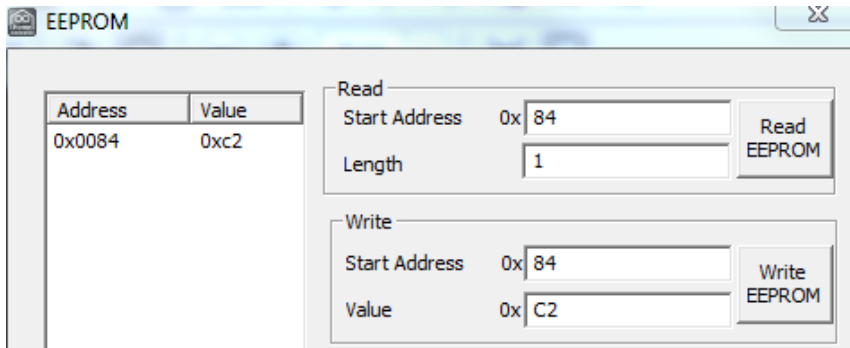 EEPROM
Address Value
0x0084 0xc2
Read
Start Address 0x 84
Length 1
Read
EEPROM
Write
Start Address 0x 84
Value 0x C2
Write
EEPROM